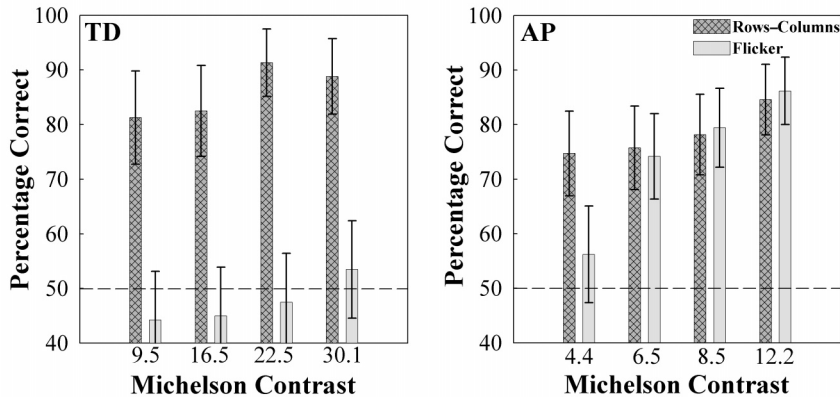 TD
Percentage Correct
100
90
80
70
60
50
40
9.5 16.5 22.5 30.1
Michelson Contrast
AP
Rows–Columns
Flicker
Percentage Correct
100
90
80
70
60
50
40
4.4 6.5 8.5 12.2
Michelson Contrast